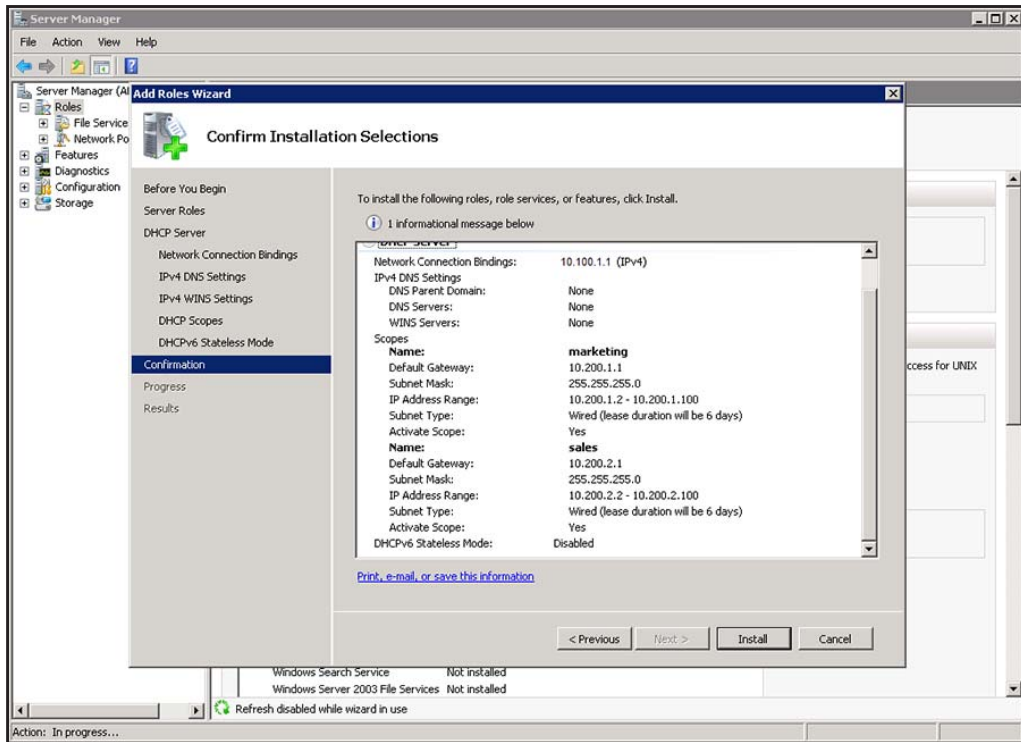 Server Manager
File Action View Help
Server Manager (Al
Roles
File Service
Network Po
Features
Diagnostics
Configuration
Storage
Add Roles Wizard
Confirm Installation Selections
Before You Begin
Server Roles
DHCP Server
Network Connection Bindings
IPv4 DNS Settings
IPv4 WINS Settings
DHCP Scopes
DHCPv6 Stateless Mode
Confirmation
Progress
Results
To install the following roles, role services, or features, click Install.
1 informational message below
DHCP Server
Network Connection Bindings: 10.100.1.1 (IPv4)
IPv4 DNS Settings
DNS Parent Domain: None
DNS Servers: None
WINS Servers: None
Scopes
Name: marketing
Default Gateway: 10.200.1.1
Subnet Mask: 255.255.255.0
IP Address Range: 10.200.1.2 - 10.200.1.100
Subnet Type: Wired (lease duration will be 6 days)
Activate Scope: Yes
Name: sales
Default Gateway: 10.200.2.1
Subnet Mask: 255.255.255.0
IP Address Range: 10.200.2.2 - 10.200.2.100
Subnet Type: Wired (lease duration will be 6 days)
Activate Scope: Yes
DHCPv6 Stateless Mode: Disabled
Print, e-mail, or save this information
< Previous Next > Install Cancel
ccess for UNIX
Windows Search Service Not installed
Windows Server 2003 File Services Not installed
Refresh disabled while wizard in use
Action: In progress...